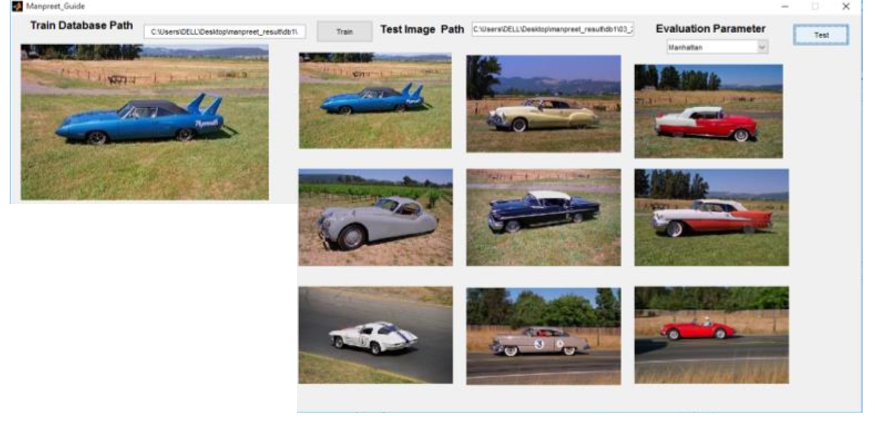 Manpreet_Guide
Train Database Path
C:\Users\DELL\Desktop\manpreet_result\db1\
Train
Test Image Path
C:\Users\DELL\Desktop\manpreet_result\db1\03_
Evaluation Parameter
Manhattan
Test
Plymouth
3